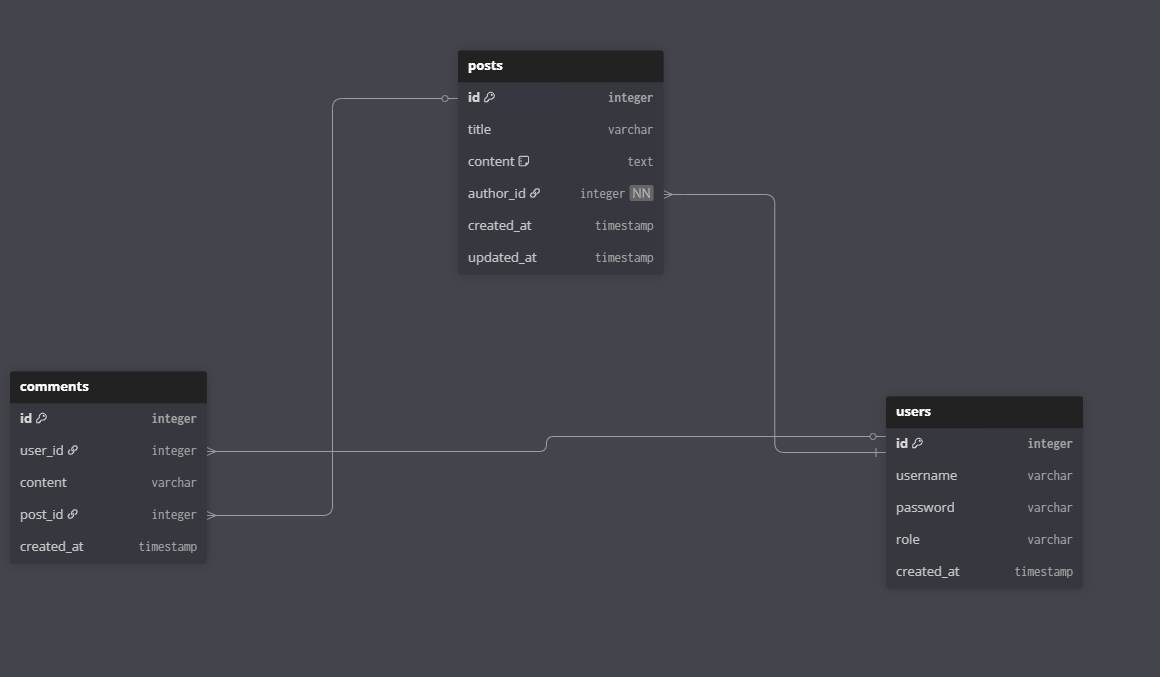 posts
id integer
title varchar
content text
author_id integer NN
created_at timestamp
updated_at timestamp
comments
id integer
user_id integer
content varchar
post_id integer
created_at timestamp
users
id integer
username varchar
password varchar
role varchar
created_at timestamp